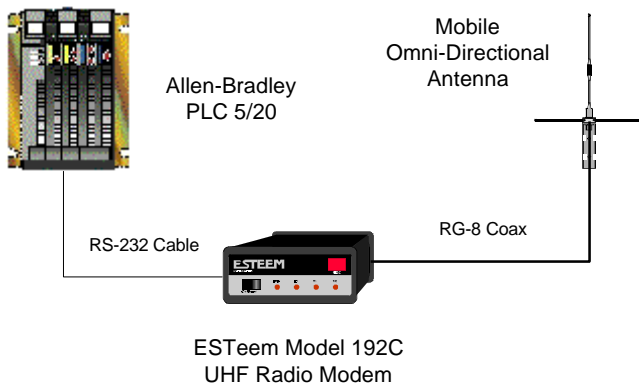 Mobile
Omni-Directional
Antenna
Allen-Bradley
PLC 5/20
RS-232 Cable
RG-8 Coax
ESTEEM
ESTeem Model 192C
UHF Radio Modem